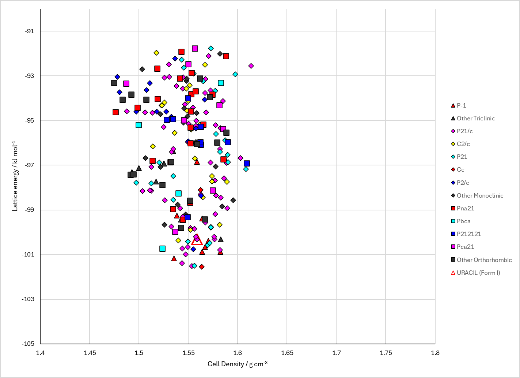 -91
-93
-95
-97
-99
-101
-103
-105
Lattice energy / kJ mol⁻¹
1.4
1.45
1.5
1.55
1.6
1.65
1.7
1.75
1.8
Cell Density / g cm⁻³
P-1
Other Triclinic
P21/c
C2/c
P21
Cc
P2/c
Other Monoclinic
Pna21
Pbca
P212121
Pca21
Other Orthorhombic
URACIL (Form I)